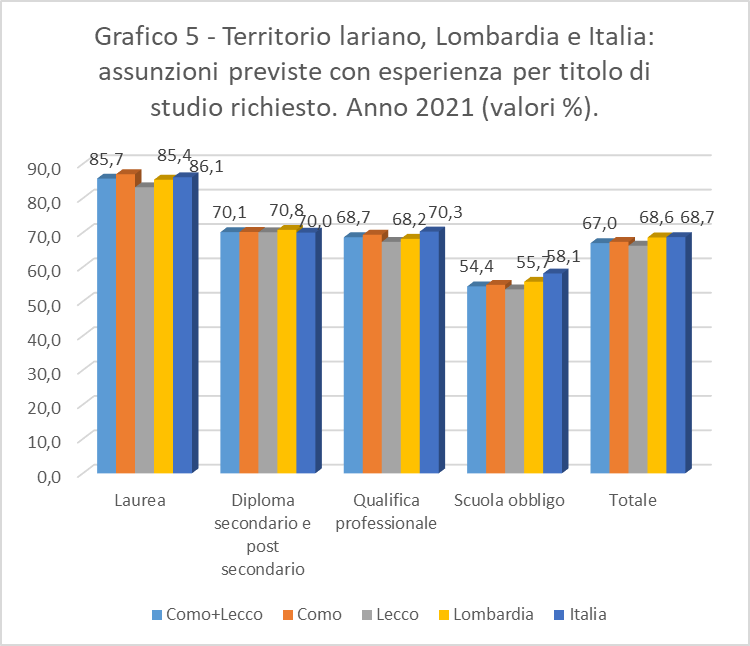 Grafico 5 - Territorio lariano, Lombardia e Italia:
assunzioni previste con esperienza per titolo di
studio richiesto. Anno 2021 (valori %).
90,0
80,0
70,0
60,0
50,0
40,0
30,0
20,0
10,0
0,0
85,7
85,4
86,1
70,1
70,8
70,0
68,7
68,2
70,3
54,4
55,7
58,1
67,0
68,6
68,7
Laurea
Diploma
secondario e
post
secondario
Qualifica
professionale
Scuola obbligo
Totale
Como+Lecco
Como
Lecco
Lombardia
Italia